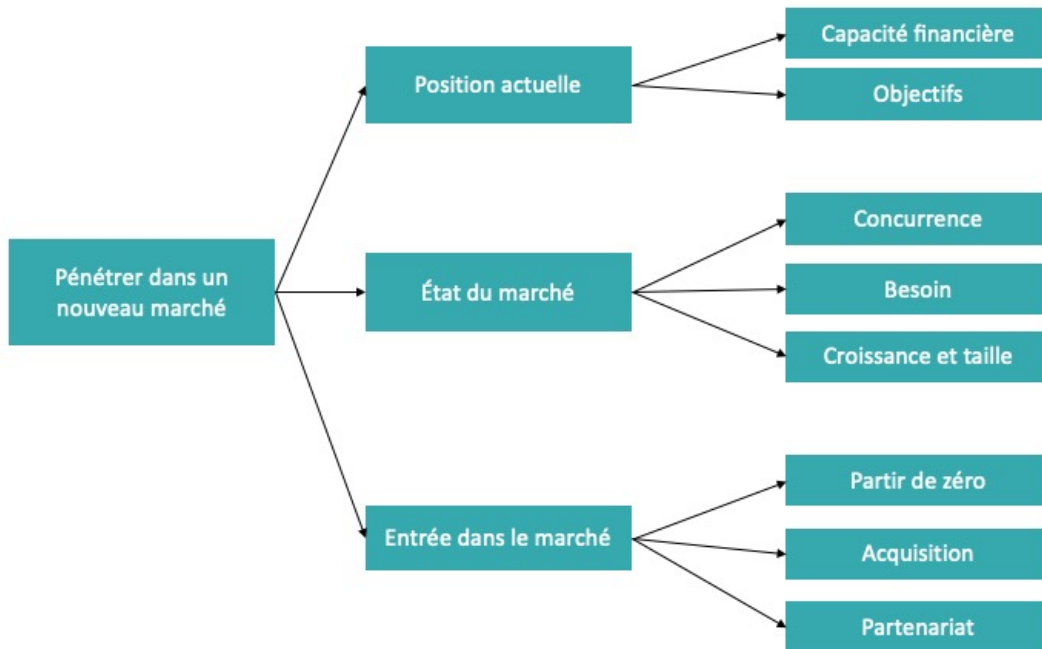 Pénétrer dans un
nouveau marché
Position actuelle
Capacité financière
Objectifs
État du marché
Concurrence
Besoin
Croissance et taille
Entrée dans le marché
Partir de zéro
Acquisition
Partenariat